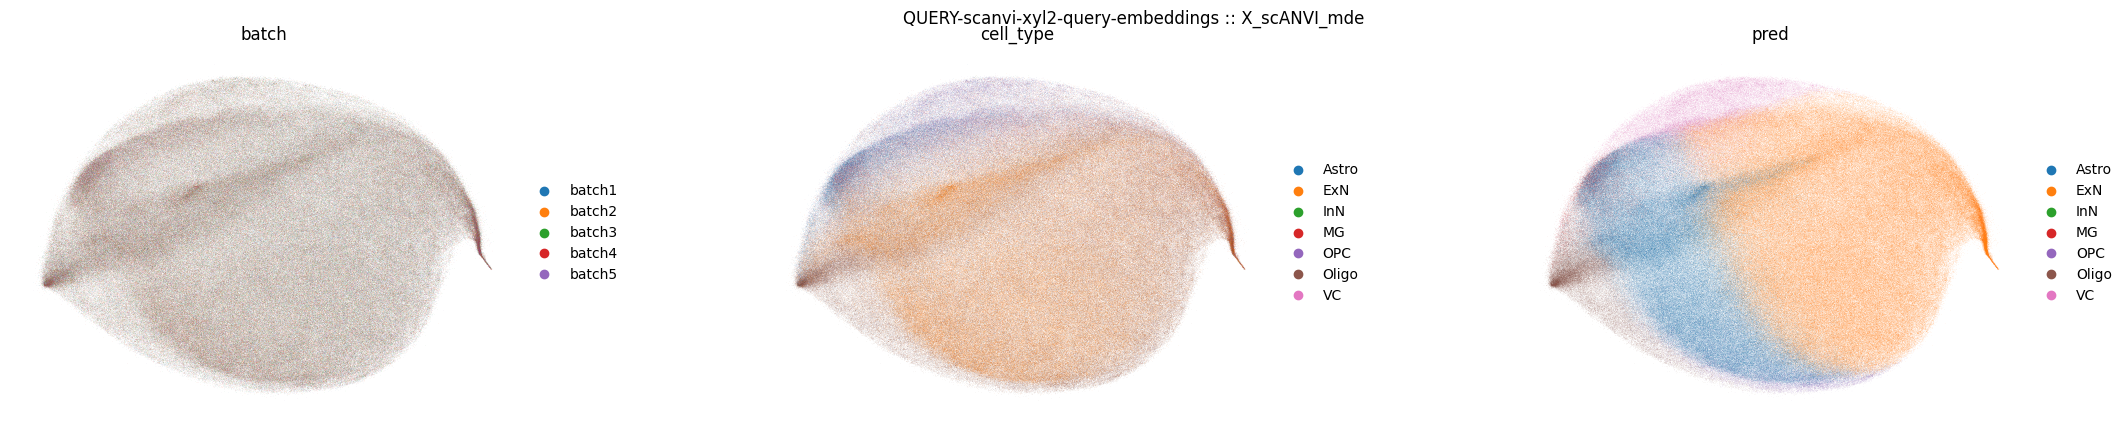 QUERY-scanvi-xyl2-query-embeddings :: X_scANVI_mde
batch
batch1
batch2
batch3
batch4
batch5
cell_type
Astro
ExN
InN
MG
OPC
Oligo
VC
pred
Astro
ExN
InN
MG
OPC
Oligo
VC